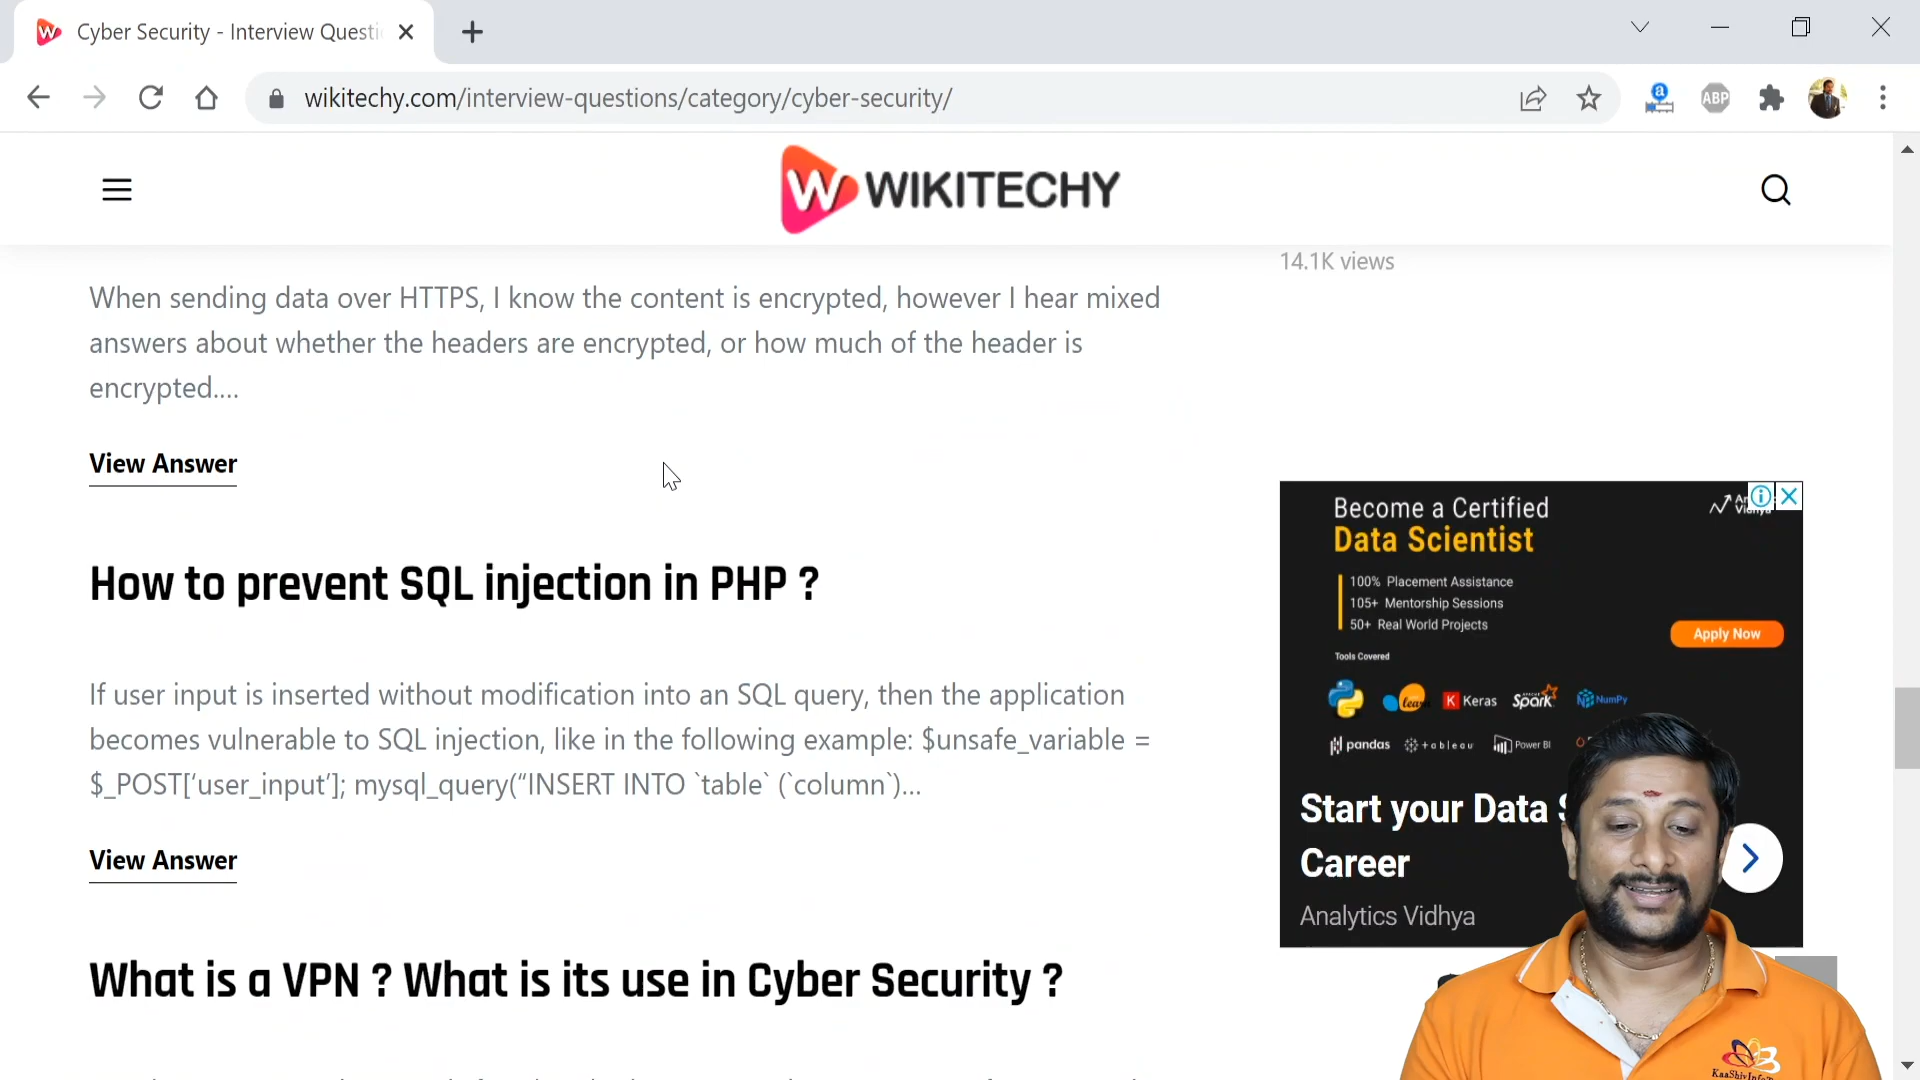 Cyber Security - Interview Questi
wikitechy.com/interview-questions/category/cyber-security/
ABP
W WIKITECHY
14.1K views
When sending data over HTTPS, I know the content is encrypted, however I hear mixed
answers about whether the headers are encrypted, or how much of the header is
encrypted....
View Answer
How to prevent SQL injection in PHP ?
If user input is inserted without modification into an SQL query, then the application
becomes vulnerable to SQL injection, like in the following example: $unsafe_variable =
$_POST[‘user_input’]; mysql_query(“INSERT INTO `table` (`column`)...
View Answer
What is a VPN ? What is its use in Cyber Security ?
Become a Certified
Data Scientist
100% Placement Assistance
105+ Mentorship Sessions
50+ Real World Projects
Apply Now
Tools Covered
Keras
Spark
NumPy
pandas
+ableau
Power BI
Start your Data
Career
Analytics Vidhya